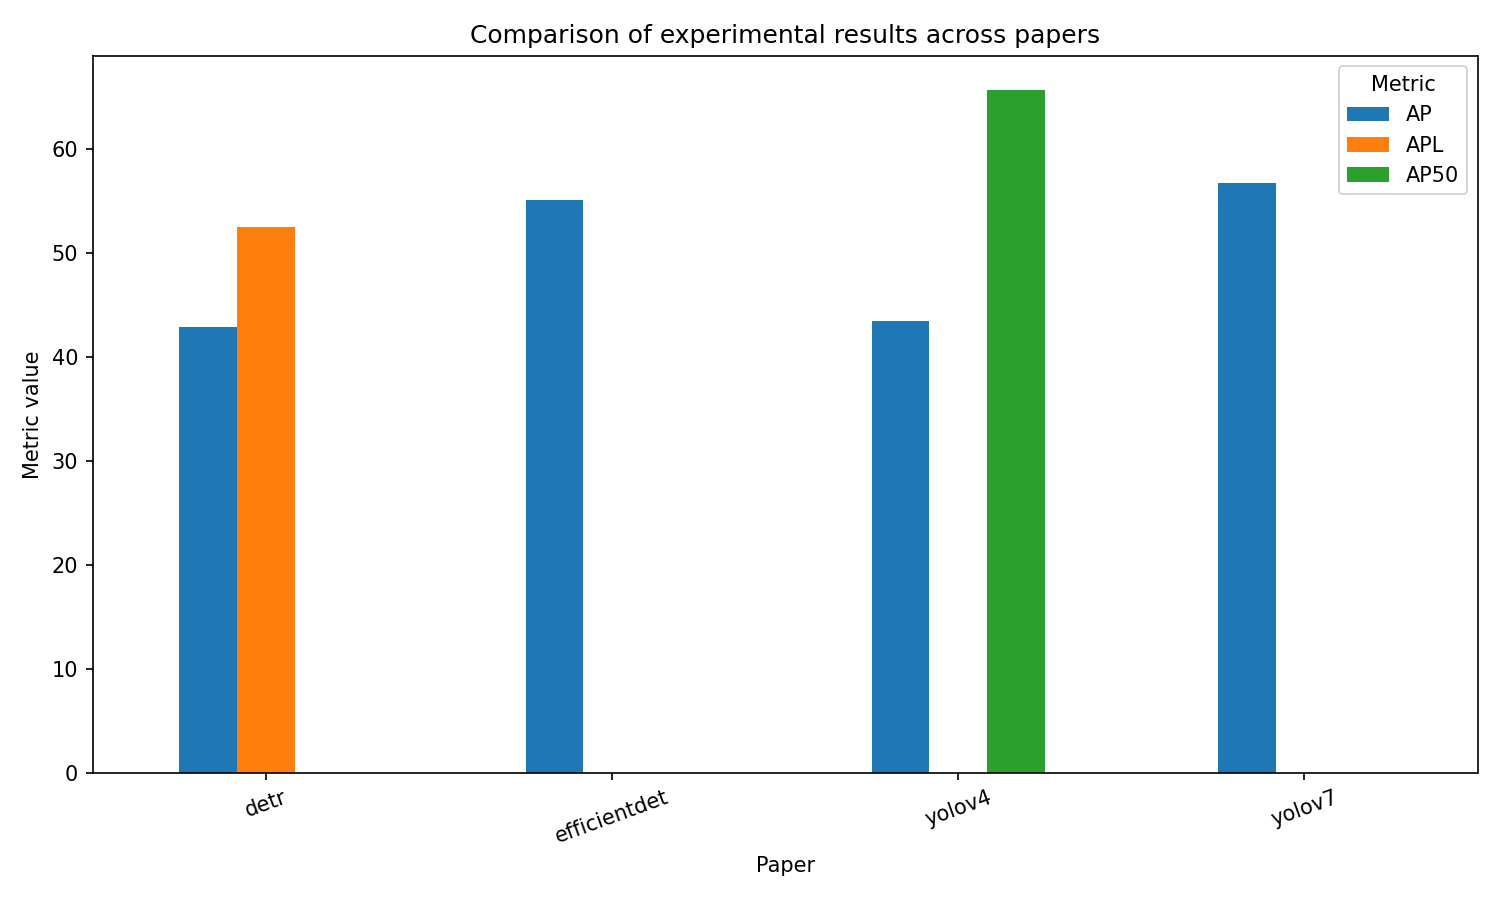 Comparison of experimental results across papers
Metric
AP
APL
AP50
Metric value
60
50
40
30
20
10
0
detr
efficientdet
yolov4
yolov7
Paper